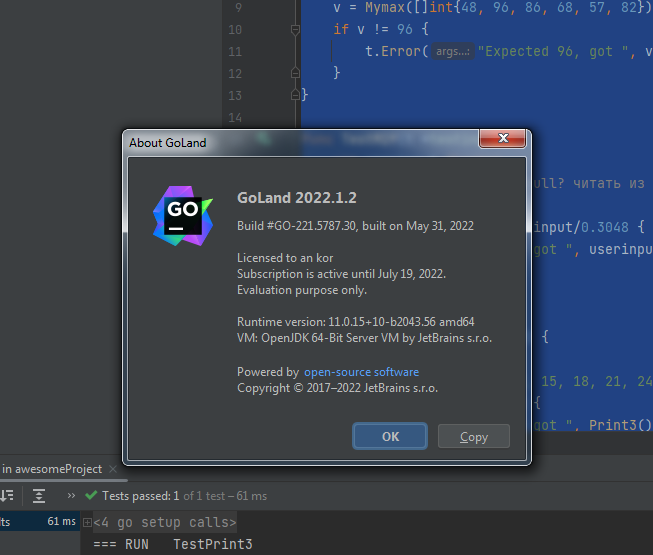 9 v = Mymax([]int{48, 96, 86, 68, 57, 82})
10 if v != 96 {
11 t.Error( args...: "Expected 96, got ", v
12 }
13 }
14
About GoLand
GO
GoLand 2022.1.2
Build #GO-221.5787.30, built on May 31, 2022
Licensed to an kor
Subscription is active until July 19, 2022.
Evaluation purpose only.
Runtime version: 11.0.15+10-b2043.56 amd64
VM: OpenJDK 64-Bit Server VM by JetBrains s.r.o.
Powered by open-source software
Copyright © 2017–2022 JetBrains s.r.o.
OK Copy
ull? читать из
input/0.3048 {
got ", userinpu
{
15, 18, 21, 24
{
got ", Print3()
in awesomeProject
Tests passed: 1 of 1 test – 61 ms
lts 61 ms <4 go setup calls>
=== RUN TestPrint3